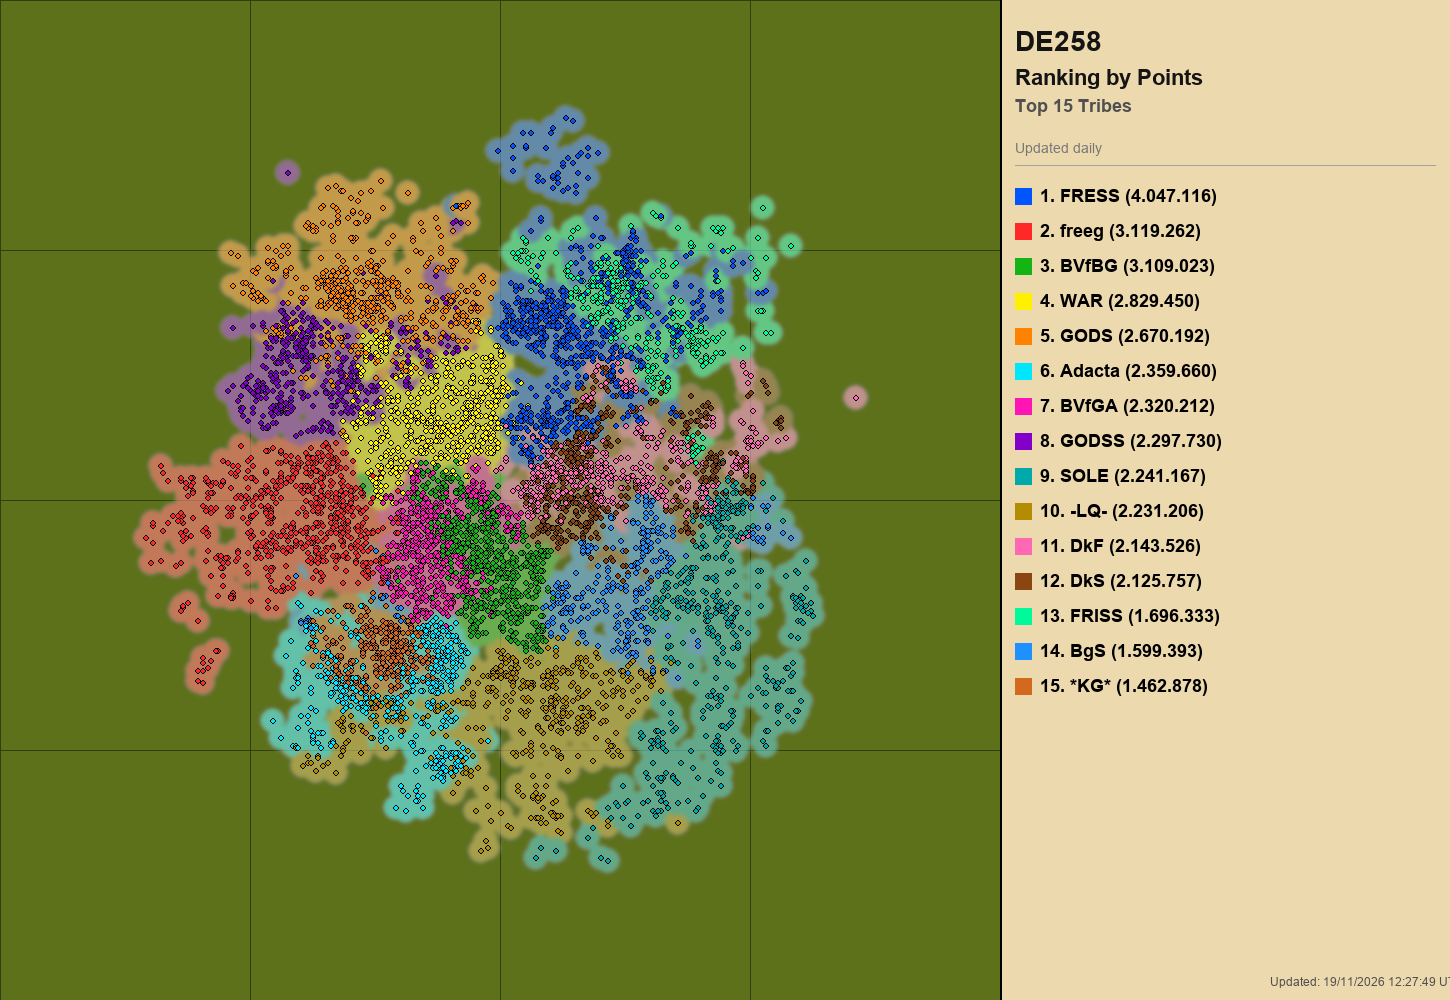 DE258
Ranking by Points
Top 15 Tribes
Updated daily
1. FRESS (4.047.116)
2. freeg (3.119.262)
3. BVfBG (3.109.023)
4. WAR (2.829.450)
5. GODS (2.670.192)
6. Adacta (2.359.660)
7. BVfGA (2.320.212)
8. GODSS (2.297.730)
9. SOLE (2.241.167)
10. -LQ- (2.231.206)
11. DkF (2.143.526)
12. DkS (2.125.757)
13. FRISS (1.696.333)
14. BgS (1.599.393)
15. *KG* (1.462.878)
Updated: 19/11/2026 12:27:49